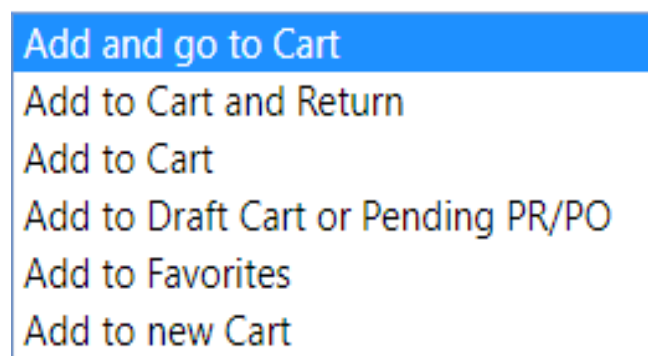 Add and go to Cart
Add to Cart and Return
Add to Cart
Add to Draft Cart or Pending PR/PO
Add to Favorites
Add to new Cart